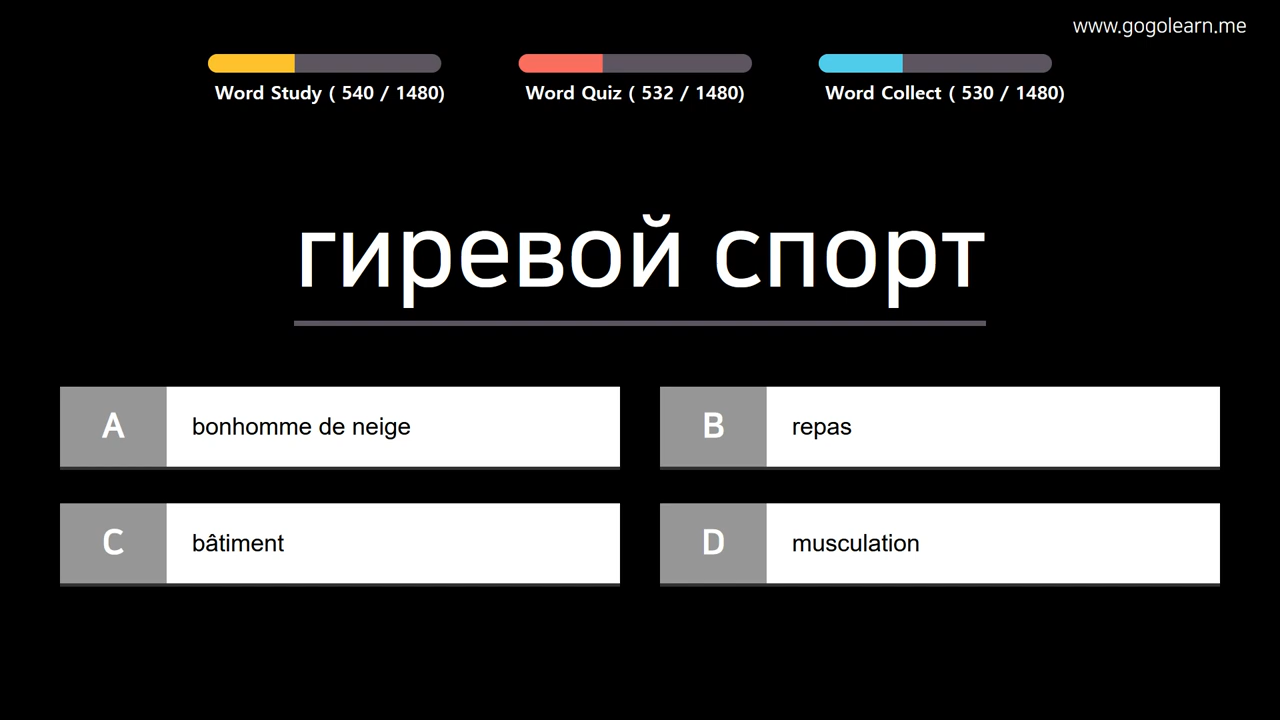 www.gogolearn.me
Word Study ( 540 / 1480)
Word Quiz ( 532 / 1480)
Word Collect ( 530 / 1480)
гиревой спорт
A bonhomme de neige
B repas
C bâtiment
D musculation